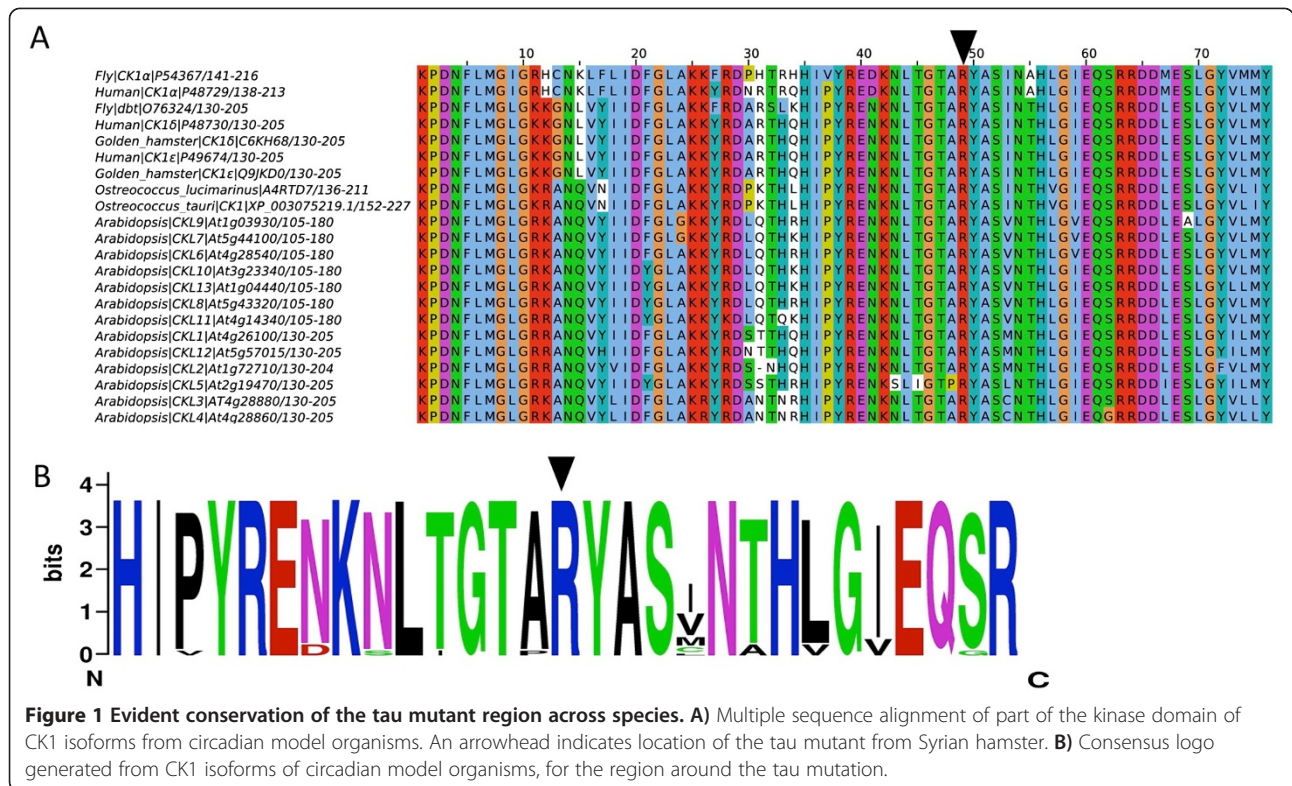 A
10 20 30 40 50 60 70
Fly|CK1α|P54367/141-216 KPDNFLMGIGRHCNKLFLIDFGLAKKFRDPHTRHHIVYREDKNLTGTARYASINAHLGIEQSRRDDMESLGYVMMY
Human|CK1α|P48729/138-213 KPDNFLMGIGRHCNKLFLIDFGLAKKYRDNRTRQHIPYREDKNLTGTARYASINAHLGIEQSRRDDMESLGYVLMY
Fly|dbt|O76324/130-205 KPDNFLMGLGKKGNLVYIIDFGLAKKFRDARSLKHIPYRENKNLTGTARYASINTHLGIEQSRRDDLESLGYVLMY
Human|CK1δ|P48730/130-205 KPDNFLMGLGKKGNLVYIIDFGLAKKYRDARTHQHIPYRENKNLTGTARYASINTHLGIEQSRRDDLESLGYVLMY
Golden_hamster|CK1δ|C6KH68/130-205 KPDNFLMGLGKKGNLVYIIDFGLAKKYRDARTHQHIPYRENKNLTGTARYASINTHLGIEQSRRDDLESLGYVLMY
Human|CK1ε|P49674/130-205 KPDNFLMGLGKKGNLVYIIDFGLAKKYRDARTHQHIPYRENKNLTGTARYASINTHLGIEQSRRDDLESLGYVLMY
Golden_hamster|CK1ε|Q9JKD0/130-205 KPDNFLMGLGKKGNLVYIIDFGLAKKYRDARTHQHIPYRENKNLTGTARYASINTHLGIEQSRRDDLESLGYVLMY
Ostreococcus_lucimarinus|A4RTD7/136-211 KPDNFLMGLGRRANQVNIIDFGLAKKYRDPKTHLHIPYRENKNLTGTARYASINTHVGIEQSRRDDLESLGYVLIY
Ostreococcus_tauri|CK1|XP_003075219.1/152-227 KPDNFLMGLGRRANQVNIIDFGLAKKYRDPKTHLHIPYRENKNLTGTARYASINTHVGIEQSRRDDLESLGYVLIY
Arabidopsis|CKL9|At1g03930/105-180 KPDNFLMGLGRKANQVYIIDFGLGKKYRDLQTHRHIPYRENKNLTGTARYASVNTHLGVEQSRRDDLEALGYVLMY
Arabidopsis|CKL7|At5g44100/105-180 KPDNFLMGLGRKANQVYIIDFGLGKKYRDLQTHKHIPYRENKNLTGTARYASVNTHLGVEQSRRDDLESLGYVLMY
Arabidopsis|CKL6|At4g28540/105-180 KPDNFLMGLGRKANQVYIIDFGLAKKYRDLQTHKHIPYRENKNLTGTARYASVNTHLGIEQSRRDDLESLGYVLMY
Arabidopsis|CKL10|At3g23340/105-180 KPDNFLMGLGRKANQVYIIDYGLAKKYRDLQTHKHIPYRENKNLTGTARYASVNTHLGIEQSRRDDLESLGYVLMY
Arabidopsis|CKL13|At1g04440/105-180 KPDNFLMGLGRKANQVYIIDYGLAKKYRDLQTHRHIPYRENKNLTGTARYASVNTHLGIEQSRRDDLESLGYLLMY
Arabidopsis|CKL8|At5g43320/105-180 KPDNFLMGLGRKANQVYIIDFGLAKKYRDLQTHRHIPYRENKNLTGTARYASVNTHLGIEQSRRDDLESLGYVLMY
Arabidopsis|CKL11|At4g14340/105-180 KPDNFLMGLGRKANQVYIIDYGLAKKYKDLQTQKHIPYRENKNLTGTARYASVNTHLGIEQSRRDDLESLGYVLMY
Arabidopsis|CKL1|At4g26100/130-205 KPDNFLMGLGRRANQVYIIDFGLAKKYRDSTTHQHIPYRENKNLTGTARYASMNTHLGIEQSRRDDLESLGYILMY
Arabidopsis|CKL12|At5g57015/130-205 KPDNFLMGLGRRANQVHIIDFGLAKKYRDNTTHQHIPYRENKNLTGTARYASMNTHLGIEQSRRDDLESLGYILMY
Arabidopsis|CKL2|At1g72710/130-204 KPDNFLMGLGRRANQVYVIDFGLAKKYRDS-NHQHIPYRENKNLTGTARYASMNTHLGIEQSRRDDLESLGFVLMY
Arabidopsis|CKL5|At2g19470/130-205 KPDNFLMGLGRRANQVYIIDYGLAKKYRDSSTHRHIPYRENKSLIGTPRYASLNTHLGIEQSRRDDIESLGYILMY
Arabidopsis|CKL3|AT4g28880/130-205 KPDNFLMGLGRKANQVYLIDFGLAKRYRDANTNRHIPYRENKNLTGTARYASCNTHLGIEQSRRDDLESLGYVLLY
Arabidopsis|CKL4|At4g28860/130-205 KPDNFLMGLGRKANQVYLIDFGLAKRYRDANTNRHIPYRENKNLTGTARYASCNTHLGIEQGRRDDLESLGYVLLY
B
bits
4
3
2
1
0
HIPYRENKNLTGTARYASINTHLGIEQSR
N C
Figure 1 Evident conservation of the tau mutant region across species. A) Multiple sequence alignment of part of the kinase domain of
CK1 isoforms from circadian model organisms. An arrowhead indicates location of the tau mutant from Syrian hamster. B) Consensus logo
generated from CK1 isoforms of circadian model organisms, for the region around the tau mutation.